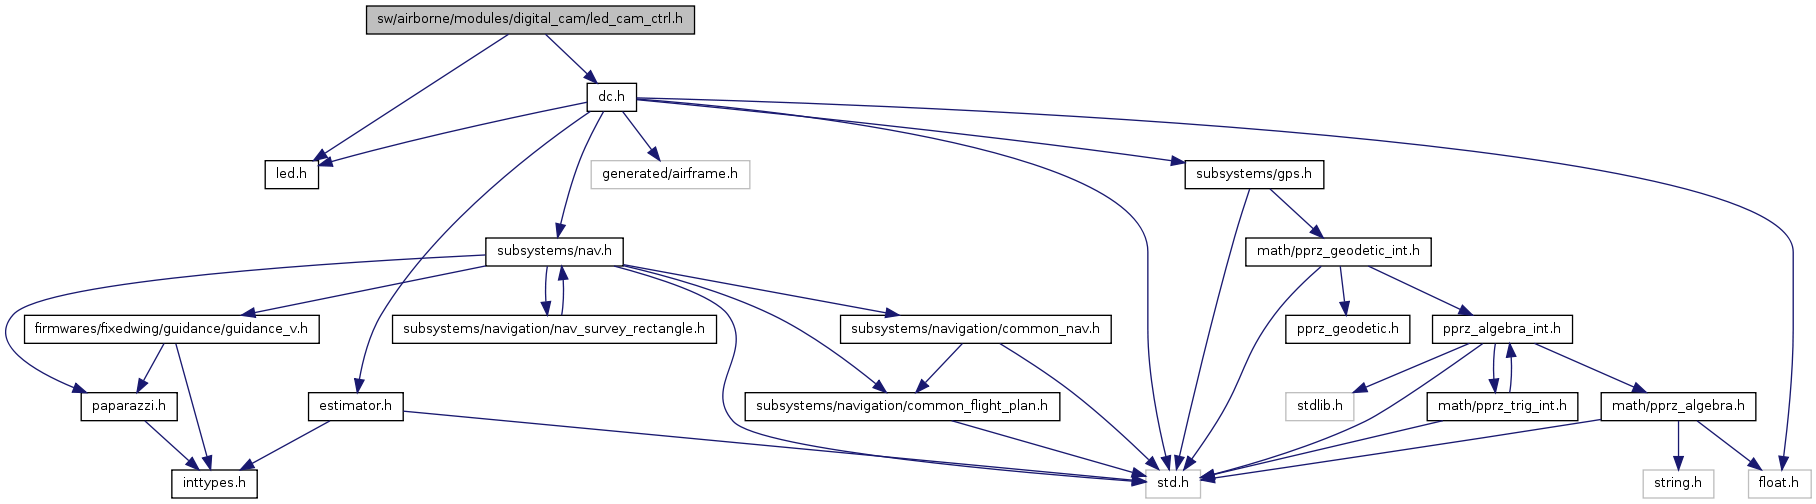 sw/airborne/modules/digital_cam/led_cam_ctrl.h
dc.h
led.h
generated/airframe.h
subsystems/gps.h
subsystems/nav.h
math/pprz_geodetic_int.h
firmwares/fixedwing/guidance/guidance_v.h
subsystems/navigation/nav_survey_rectangle.h
subsystems/navigation/common_nav.h
pprz_geodetic.h
pprz_algebra_int.h
paparazzi.h
estimator.h
subsystems/navigation/common_flight_plan.h
stdlib.h
math/pprz_trig_int.h
math/pprz_algebra.h
inttypes.h
std.h
string.h
float.h